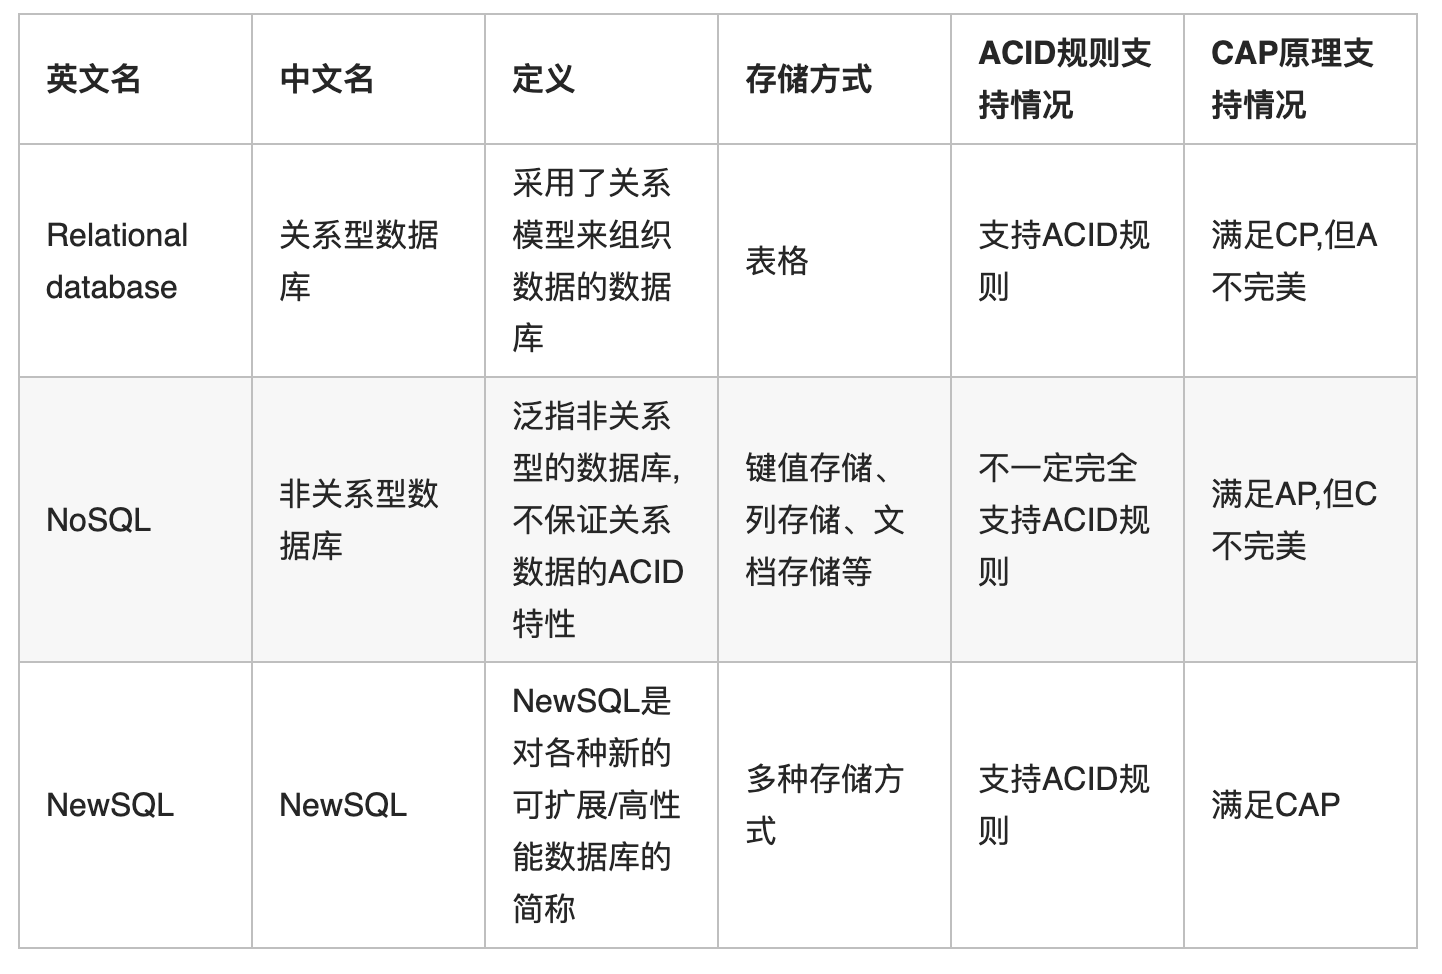 英文名
中文名
定义
存储方式
ACID规则支
持情况
CAP原理支
持情况
Relational
database
关系型数据
库
采用了关系
模型来组织
数据的数据
库
表格
支持ACID规
则
满足CP,但A
不完美
NoSQL
非关系型数
据库
泛指非关系
型的数据库,
不保证关系
数据的ACID
特性
键值存储、
列存储、文
档存储等
不一定完全
支持ACID规
则
满足AP,但C
不完美
NewSQL
NewSQL
NewSQL是
对各种新的
可扩展/高性
能数据库的
简称
多种存储方
式
支持ACID规
则
满足CAP